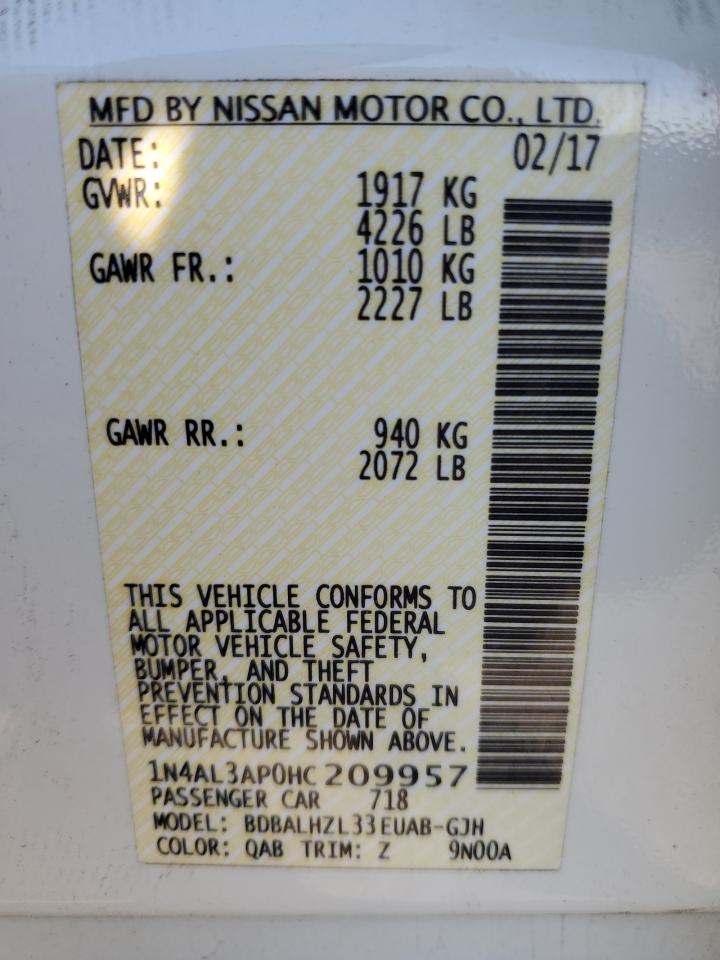 MFD BY NISSAN MOTOR CO., LTD.
DATE: 02/17
GVWR: 1917 KG
4226 LB
GAWR FR.: 1010 KG
2227 LB
GAWR RR.: 940 KG
2072 LB
THIS VEHICLE CONFORMS TO
ALL APPLICABLE FEDERAL
MOTOR VEHICLE SAFETY,
BUMPER, AND THEFT
PREVENTION STANDARDS IN
EFFECT ON THE DATE OF
MANUFACTURE SHOWN ABOVE.
1N4AL3AP0HC209957
PASSENGER CAR 718
MODEL: BDBALHZL33EUAB-GJH
COLOR: QAB TRIM: Z 9N00A